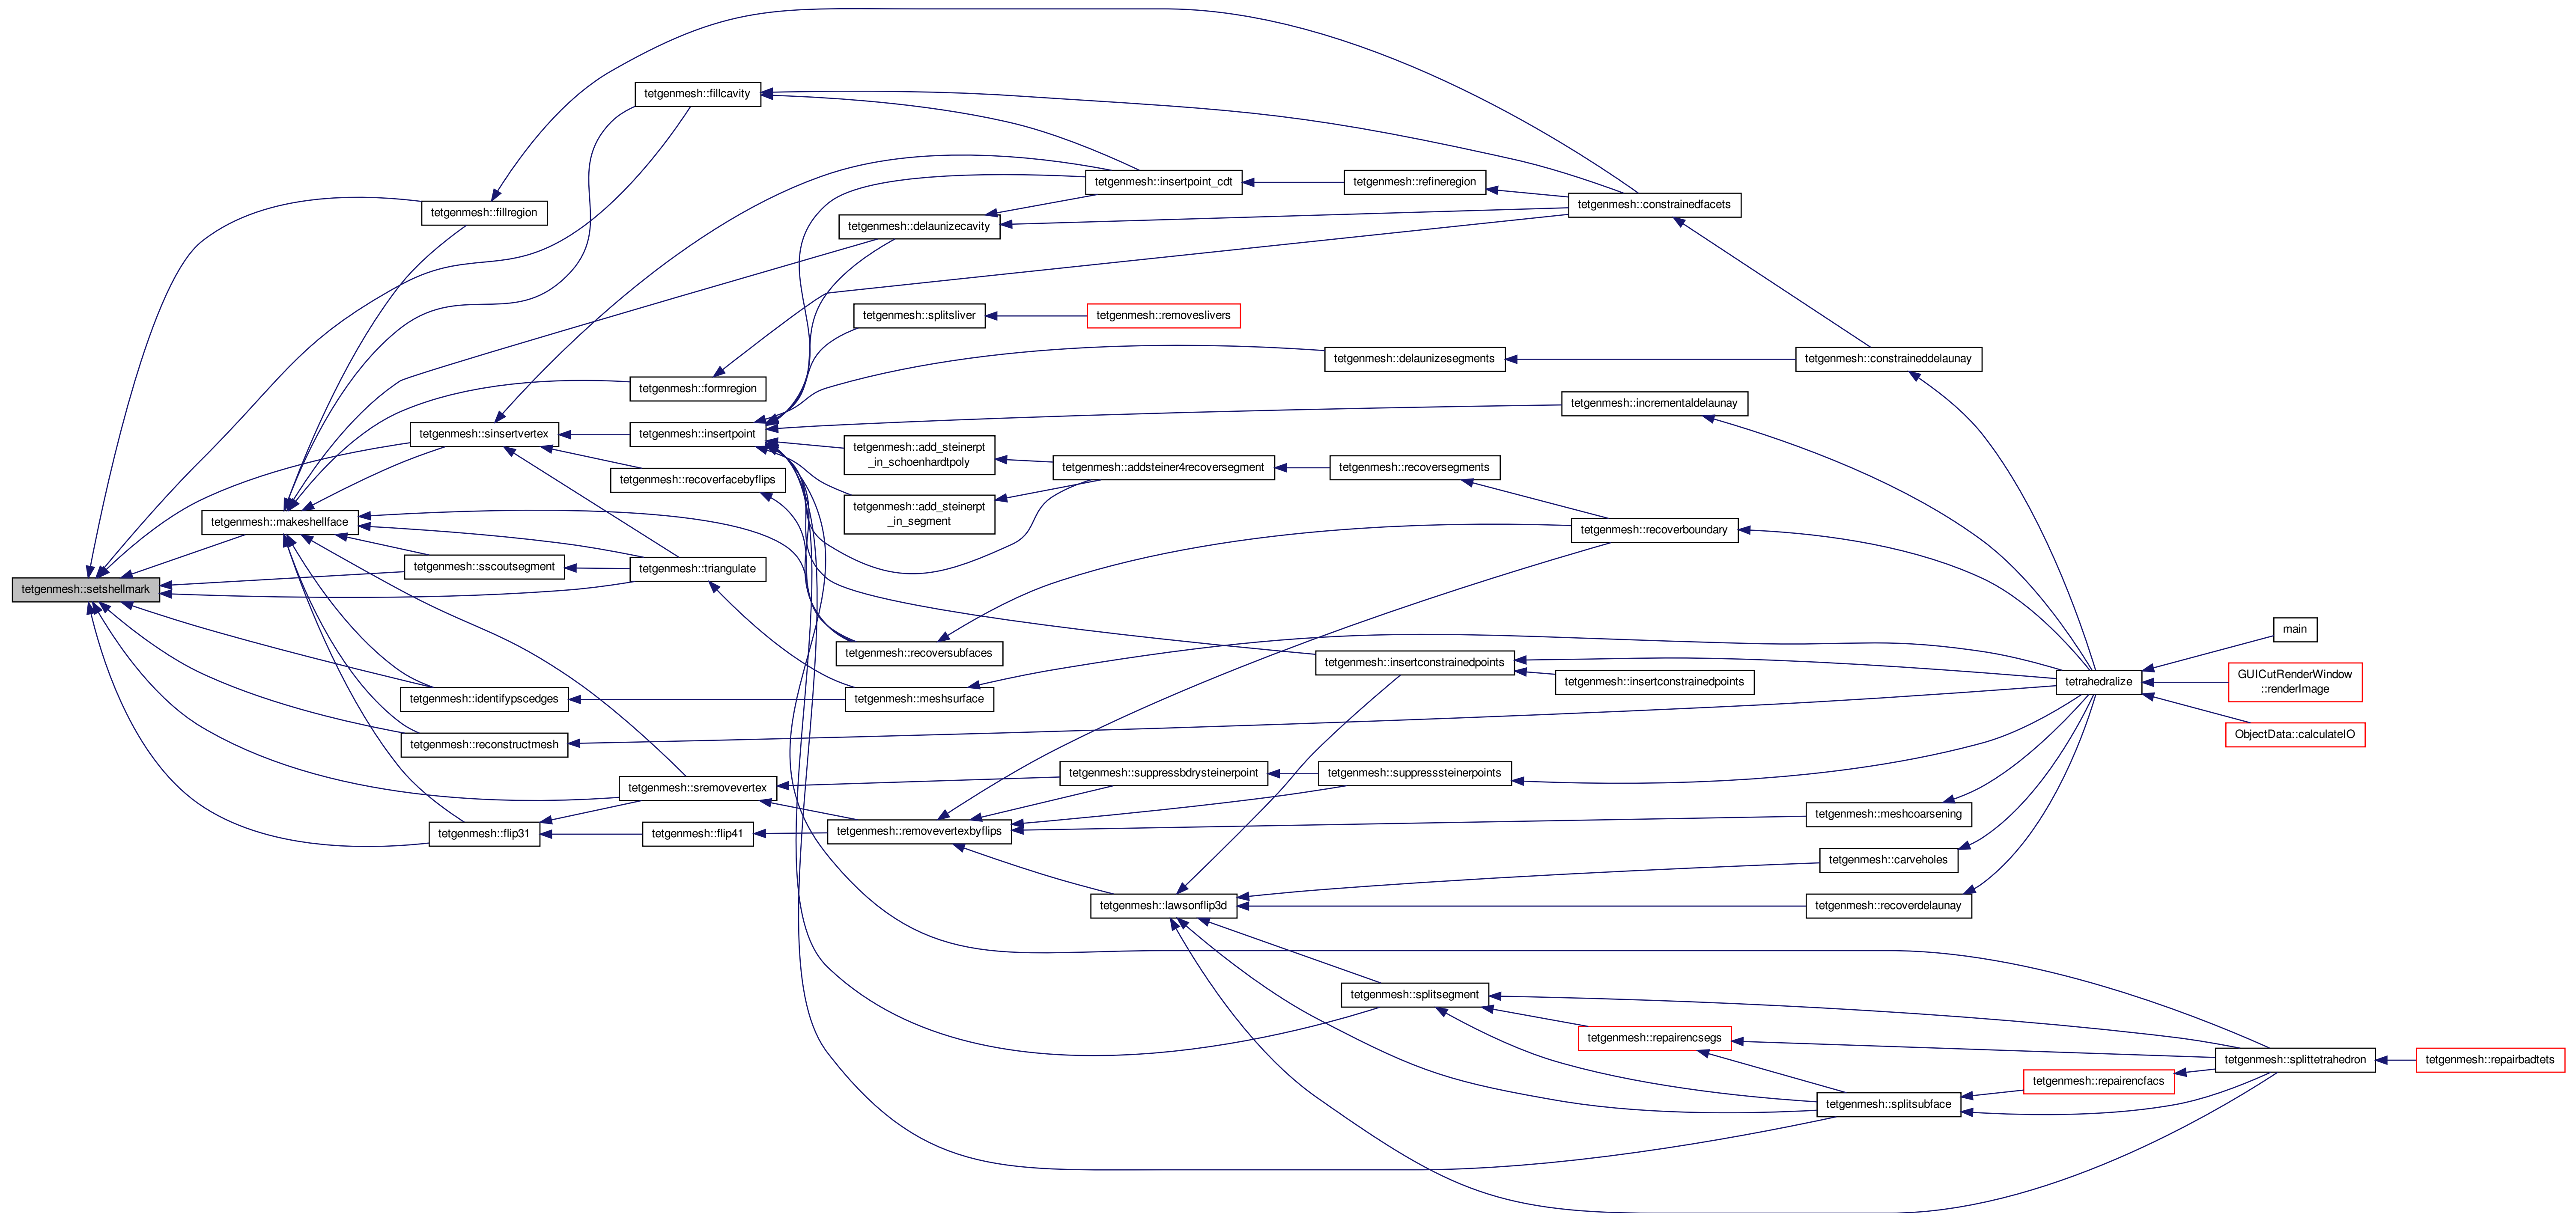 tetgenmesh::fillcavity
tetgenmesh::insertpoint_cdt
tetgenmesh::refineregion
tetgenmesh::fillregion
tetgenmesh::constrainedfacets
tetgenmesh::delaunizecavity
tetgenmesh::splitsliver
tetgenmesh::removeslivers
tetgenmesh::delaunizesegments
tetgenmesh::constraineddelaunay
tetgenmesh::formregion
tetgenmesh::incrementaldelaunay
tetgenmesh::sinsertvertex
tetgenmesh::insertpoint
tetgenmesh::add_steinerpt
_in_schoenhardtpoly
tetgenmesh::addsteiner4recoversegment
tetgenmesh::recoversegments
tetgenmesh::recoverfacebyflips
tetgenmesh::add_steinerpt
_in_segment
tetgenmesh::makeshellface
tetgenmesh::recoverboundary
tetgenmesh::sscoutsegment
tetgenmesh::triangulate
tetgenmesh::setshellmark
main
tetgenmesh::recoversubfaces
tetgenmesh::insertconstrainedpoints
tetgenmesh::insertconstrainedpoints
tetrahedralize
GUICutRenderWindow
::renderImage
tetgenmesh::identifypscedges
tetgenmesh::meshsurface
ObjectData::calculateIO
tetgenmesh::reconstructmesh
tetgenmesh::suppressbdrysteinerpoint
tetgenmesh::suppresssteinerpoints
tetgenmesh::sremovevertex
tetgenmesh::meshcoarsening
tetgenmesh::flip31
tetgenmesh::flip41
tetgenmesh::removevertexbyflips
tetgenmesh::carveholes
tetgenmesh::lawsonflip3d
tetgenmesh::recoverdelaunay
tetgenmesh::splitsegment
tetgenmesh::repairencsegs
tetgenmesh::splittetrahedron
tetgenmesh::repairbadtets
tetgenmesh::repairencfacs
tetgenmesh::splitsubface